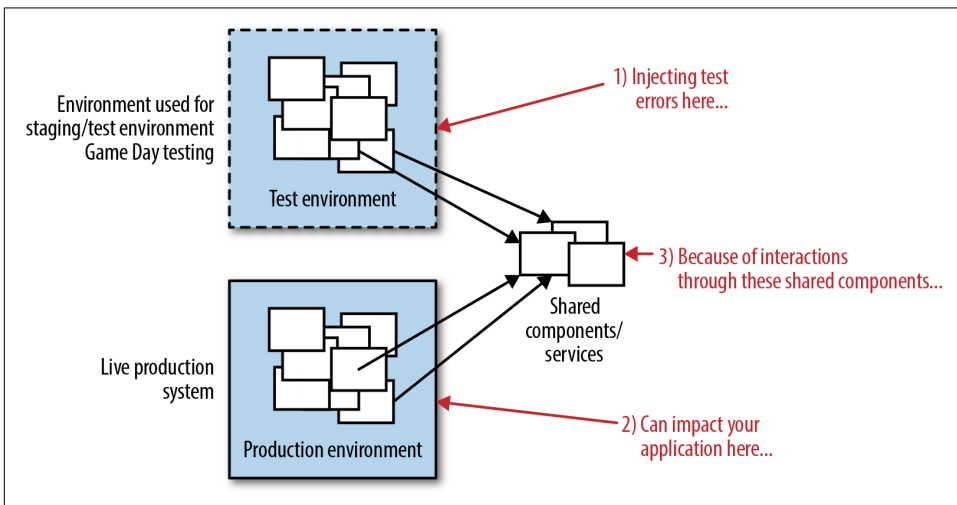 Environment used for
staging/test environment
Game Day testing
Test environment
1) Injecting test
errors here...
3) Because of interactions
through these shared components...
Shared
components/
services
Live production
system
Production environment
2) Can impact your
application here...